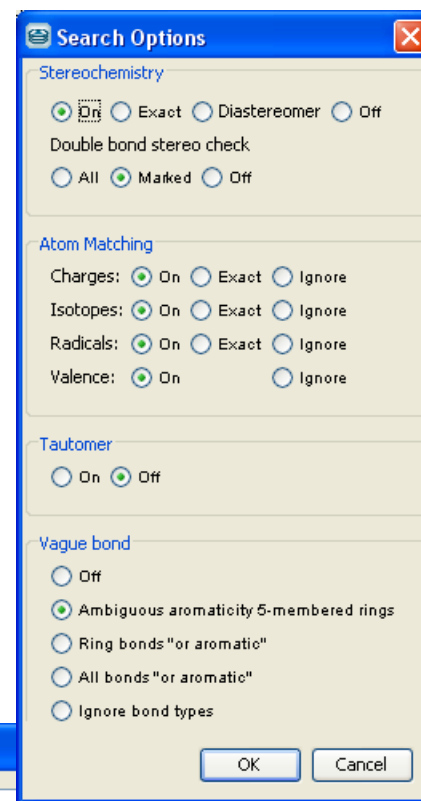 Search Options
Stereochemistry
On Exact Diastereomer Off
Double bond stereo check
All Marked Off
Atom Matching
Charges: On Exact Ignore
Isotopes: On Exact Ignore
Radicals: On Exact Ignore
Valence: On Ignore
Tautomer
On Off
Vague bond
Off
Ambiguous aromaticity 5-membered rings
Ring bonds "or aromatic"
All bonds "or aromatic"
Ignore bond types
OK Cancel